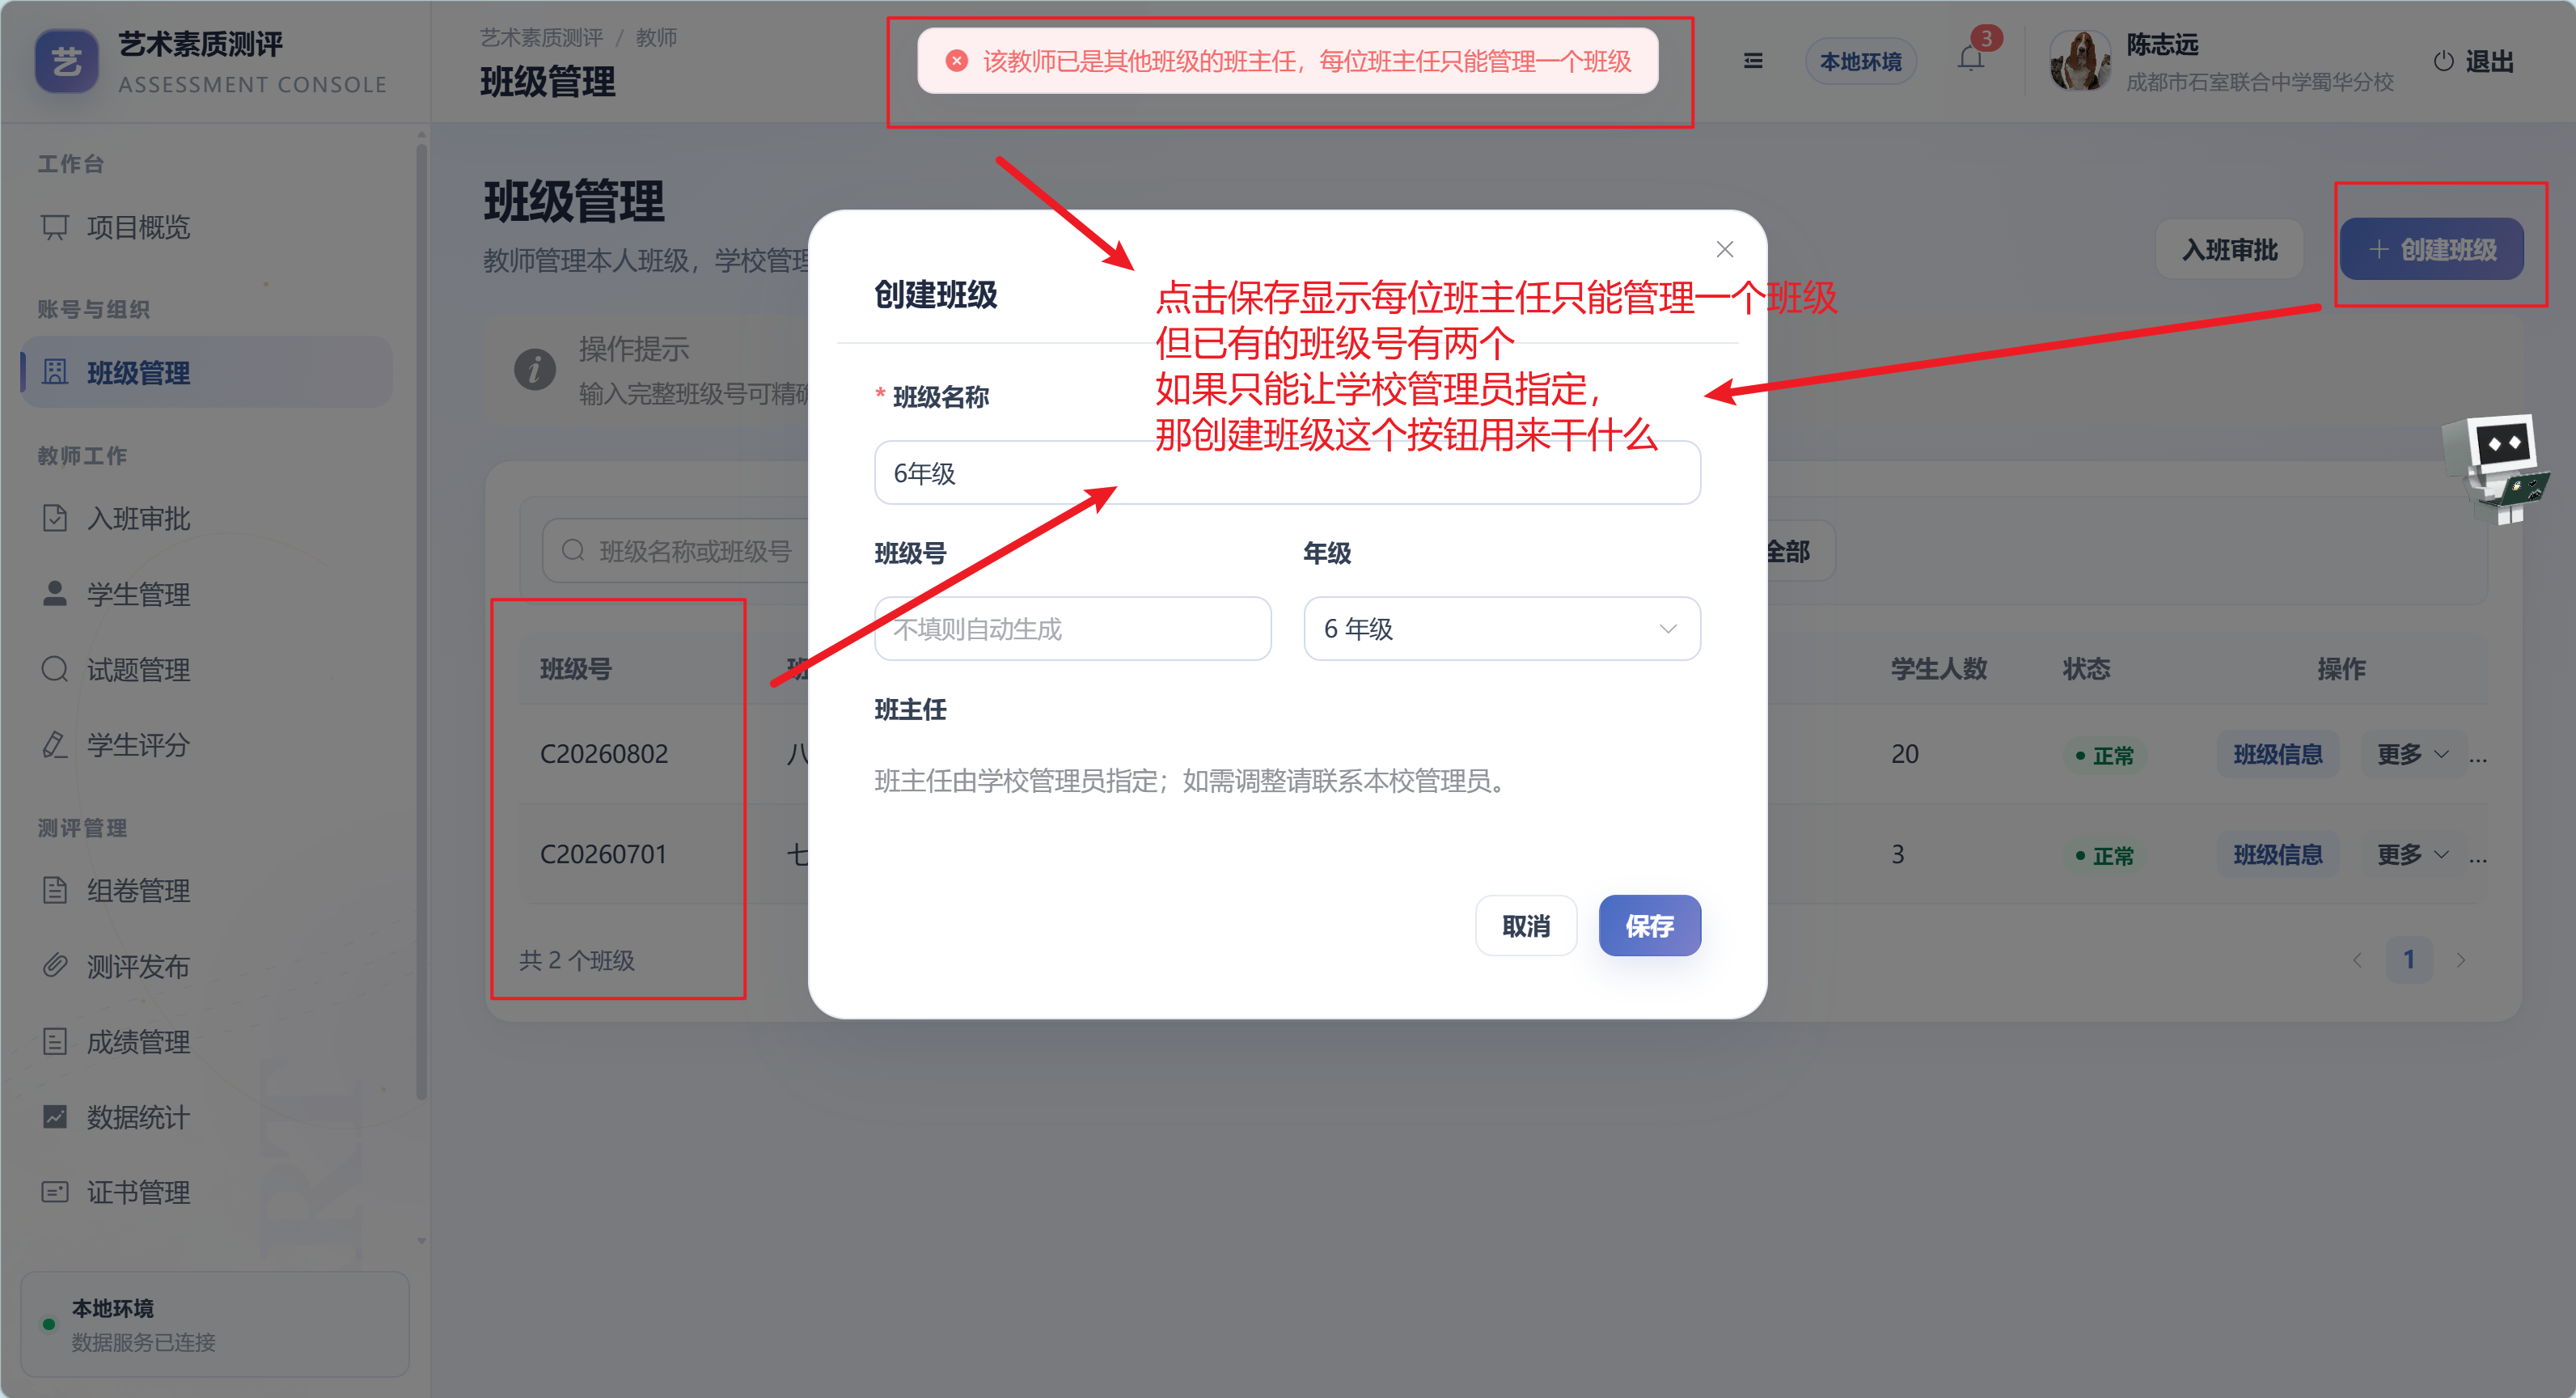 艺
艺术素质测评
ASSESSMENT CONSOLE
艺术素质测评 / 教师
班级管理
该教师已是其他班级的班主任，每位班主任只能管理一个班级
本地环境
3
陈志远
成都市石室联合中学蜀华分校
退出
工作台
项目概览
账号与组织
班级管理
教师工作
入班审批
学生管理
试题管理
学生评分
测评管理
组卷管理
测评发布
成绩管理
数据统计
证书管理
本地环境
数据服务已连接
班级管理
教师管理本人班级，学校管理
入班审批
+ 创建班级
操作提示
输入完整班级号可精确
班级名称或班级号
全部
班级号
学生人数
状态
操作
C20260802
八
20
正常
班级信息
更多
...
C20260701
七
3
正常
班级信息
更多
...
共 2 个班级
1
创建班级
点击保存显示每位班主任只能管理一个班级
但已有的班级号有两个
如果只能让学校管理员指定，
那创建班级这个按钮用来干什么
* 班级名称
6年级
班级号
年级
不填则自动生成
6 年级
班主任
班主任由学校管理员指定；如需调整请联系本校管理员。
取消
保存